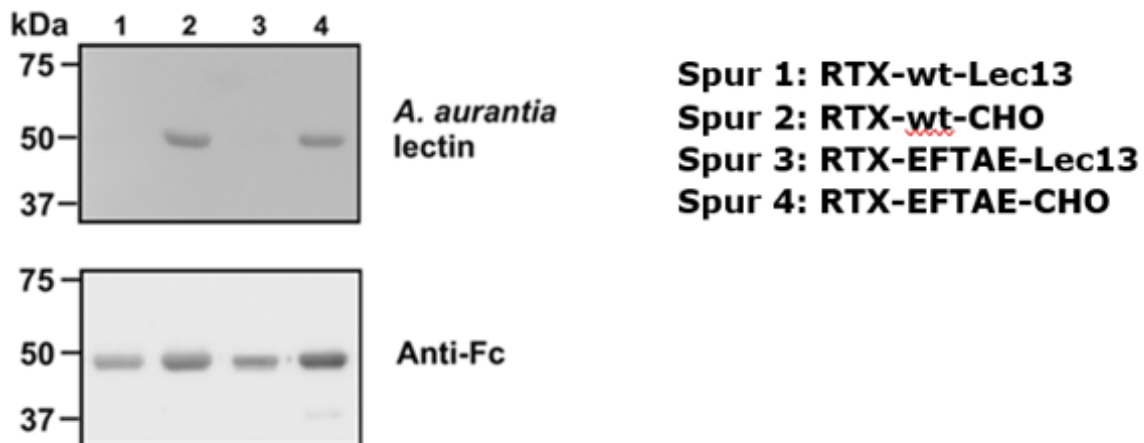 kDa 1 2 3 4
75
50
37
A. aurantia
lectin
75
50
37
Anti-Fc
Spur 1: RTX-wt-Lec13
Spur 2: RTX-wt-CHO
Spur 3: RTX-EFTAE-Lec13
Spur 4: RTX-EFTAE-CHO